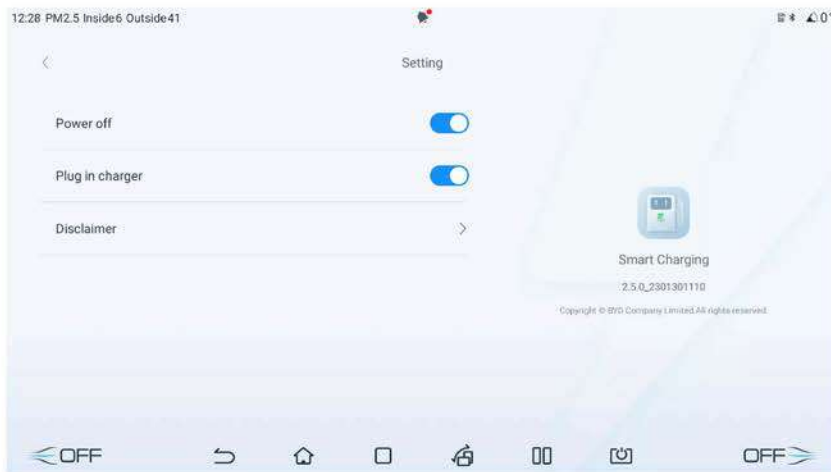 12:28 PM2.5 Inside6 Outside41
Setting
Power off
Plug in charger
Disclaimer
Smart Charging
2.5.0_2301301110
Copyright © BYD Company Limited.All rights reserved.
OFF
OFF